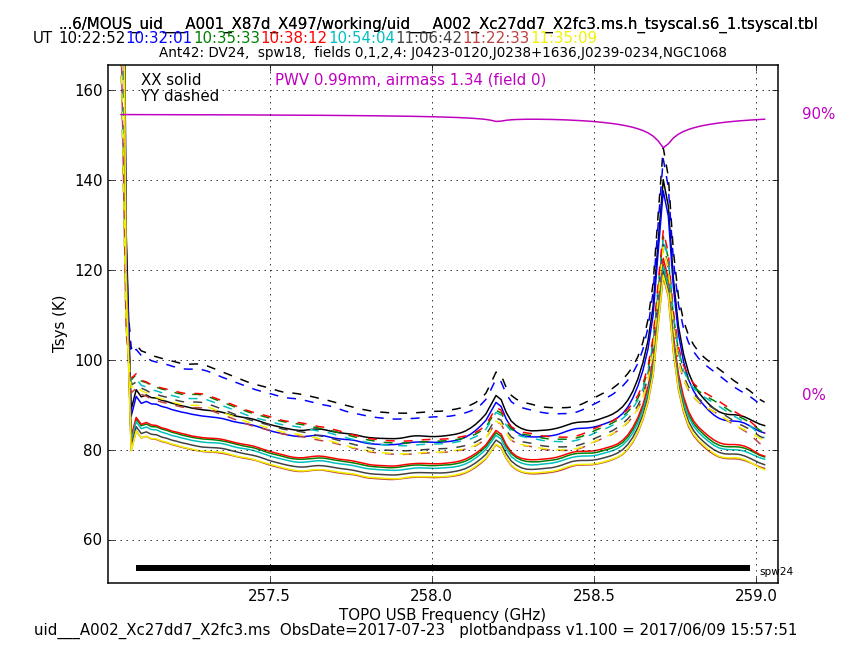 ...6/MOUS_uid___A001_X87d_X497/working/uid___A002_Xc27dd7_X2fc3.ms.h_tsyscal.s6_1.tsyscal.tbl
UT 10:22:52 10:32:01 10:35:33 10:38:12 10:54:04 11:06:42 11:22:33 11:35:09
Ant42: DV24, spw18, fields 0,1,2,4: J0423-0120,J0238+1636,J0239-0234,NGC1068
XX solid
PWV 0.99mm, airmass 1.34 (field 0)
YY dashed
90%
0%
Tsys (K)
160
140
120
100
80
60
spw24
257.5 258.0 258.5 259.0
TOPO USB Frequency (GHz)
uid___A002_Xc27dd7_X2fc3.ms ObsDate=2017-07-23 plotbandpass v1.100 = 2017/06/09 15:57:51